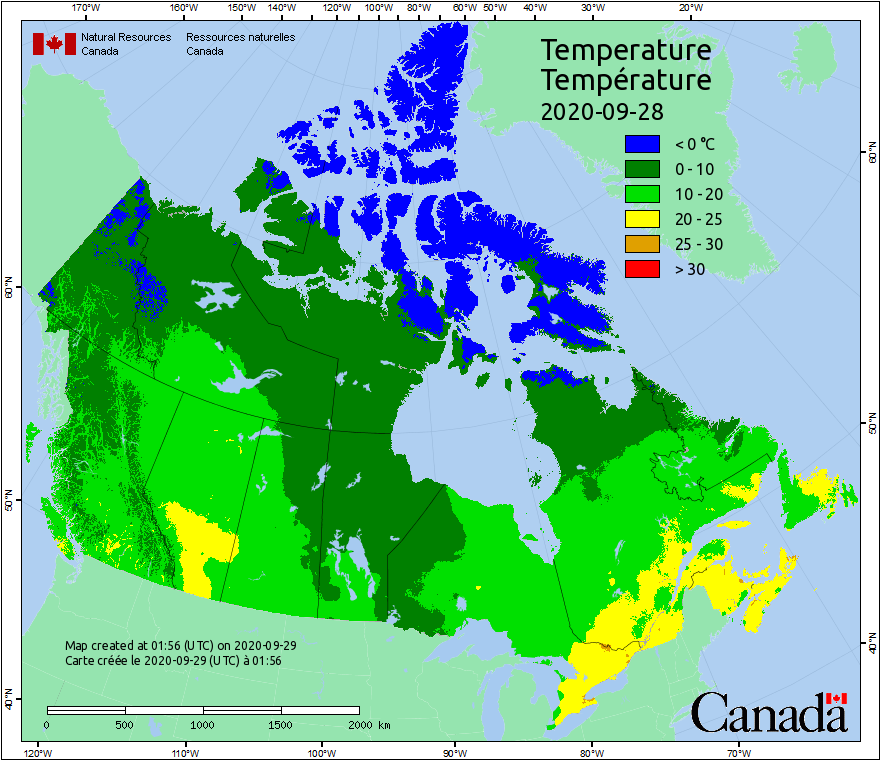 170°W 160°W 150°W 140°W 130°W 120°W 110°W 100°W 90°W 80°W 70°W 60°W 50°W 40°W 30°W 20°W
Natural Resources Ressources naturelles
Canada Canada
Temperature
Température
2020-09-28
< 0 °C
0 - 10
10 - 20
20 - 25
25 - 30
> 30
60°N
60°N
50°N
50°N
40°N
40°N
Map created at 01:56 (UTC) on 2020-09-29
Carte créée le 2020-09-29 (UTC) à 01:56
0 500 1000 1500 2000 km
Canada
120°W 110°W 100°W 90°W 80°W 70°W